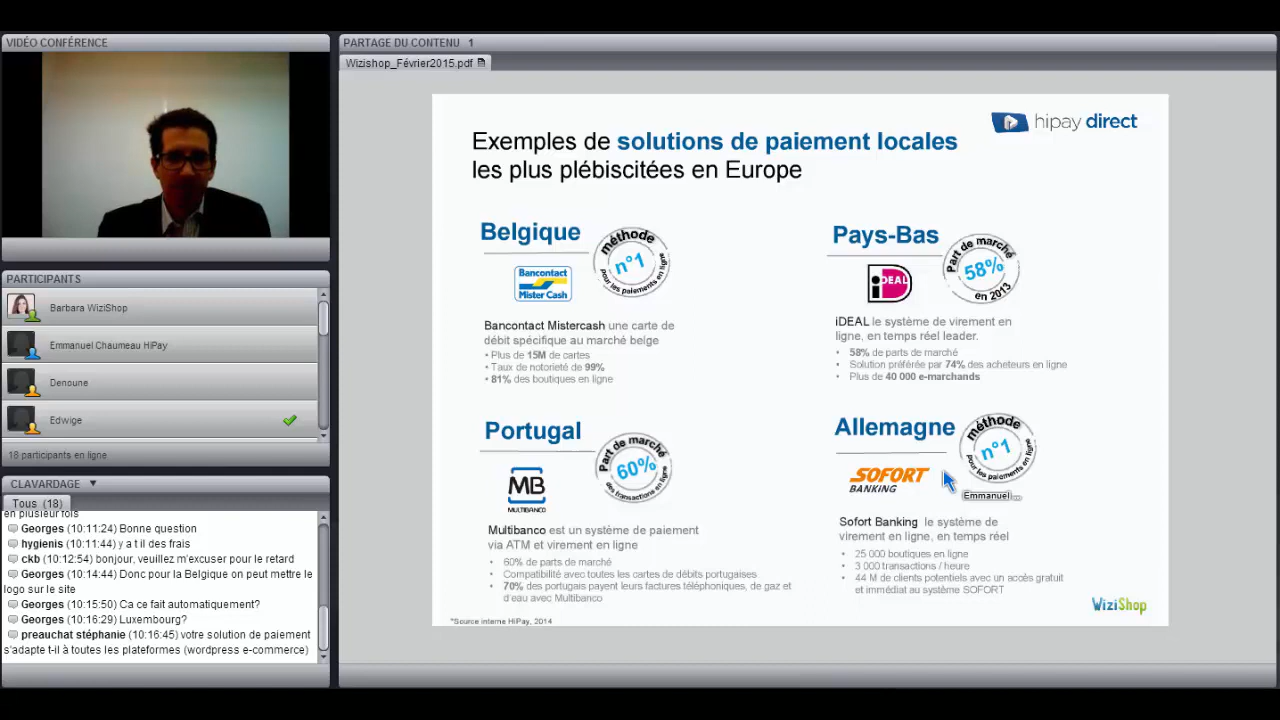 VIDÉO CONFÉRENCE
PARTICIPANTS
Barbara WiziShop
Emmanuel Chaumeau HiPay
Denoune
Edwige
18 participants en ligne
CLAVARDAGE
Tous (18)
en plusieur fois
Georges (10:11:24) Bonne question
hygienis (10:11:44) y a t il des frais
ckb (10:12:54) bonjour, veuillez m'excuser pour le retard
Georges (10:14:44) Donc pour la Belgique on peut mettre le
logo sur le site
Georges (10:15:50) Ca ce fait automatiquement?
Georges (10:16:29) Luxembourg?
preauchat stéphanie (10:16:45) votre solution de paiement
s'adapte t-il à toutes les plateformes (wordpress e-commerce)
PARTAGE DU CONTENU 1
Wizishop_Février2015.pdf
hipay direct
Exemples de solutions de paiement locales
les plus plébiscitées en Europe
Belgique
méthode
n°1
pour les paiements en ligne
Bancontact
Mister Cash
Bancontact Mistercash une carte de
débit spécifique au marché belge
• Plus de 15M de cartes
• Taux de notorieté de 99%
• 81% des boutiques en ligne
Pays-Bas
Part de marché
58%
en 2013
iDEAL
iDEAL le système de virement en
ligne, en temps réel leader.
• 58% de parts de marché
• Solution préférée par 74% des acheteurs en ligne
• Plus de 40 000 e-marchands
Portugal
Part de marché
60%
des transactions en ligne
MB
MULTIBANCO
Multibanco est un système de paiement
via ATM et virement en ligne
• 60% de parts de marché
• Compatibilité avec toutes les cartes de débits portugaises
• 70% des portugais payent leurs factures téléphoniques, de gaz et
d'eau avec Multibanco
Allemagne
méthode
n°1
pour les paiements en ligne
SOFORT
BANKING
Emmanuel ...
Sofort Banking le système de
virement en ligne, en temps réel
• 25 000 boutiques en ligne
• 3 000 transactions / heure
• 44 M de clients potentiels avec un accès gratuit
et immédiat au système SOFORT
WiziShop
*Source interne HiPay, 2014